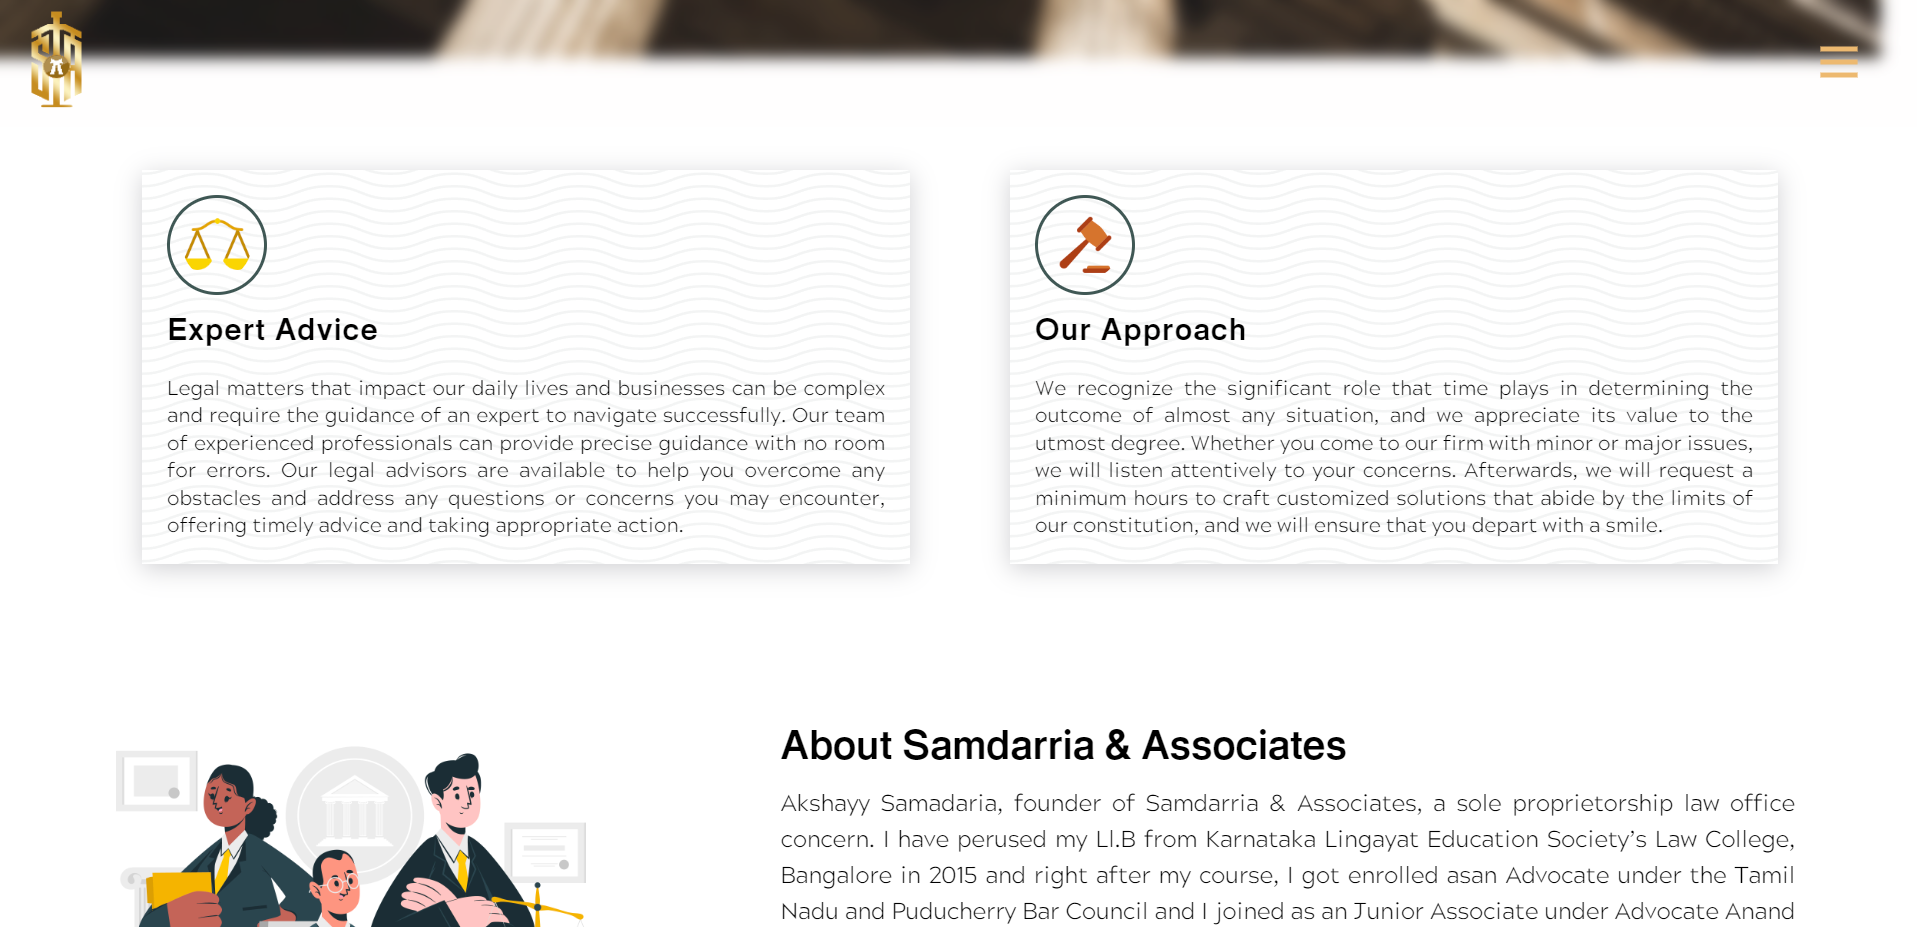 Expert Advice
Legal matters that impact our daily lives and businesses can be complex
and require the guidance of an expert to navigate successfully. Our team
of experienced professionals can provide precise guidance with no room
for errors. Our legal advisors are available to help you overcome any
obstacles and address any questions or concerns you may encounter,
offering timely advice and taking appropriate action.
Our Approach
We recognize the significant role that time plays in determining the
outcome of almost any situation, and we appreciate its value to the
utmost degree. Whether you come to our firm with minor or major issues,
we will listen attentively to your concerns. Afterwards, we will request a
minimum hours to craft customized solutions that abide by the limits of
our constitution, and we will ensure that you depart with a smile.
About Samdarria & Associates
Akshayy Samadaria, founder of Samdarria & Associates, a sole proprietorship law office
concern. I have perused my Ll.B from Karnataka Lingayat Education Society’s Law College,
Bangalore in 2015 and right after my course, I got enrolled asan Advocate under the Tamil
Nadu and Puducherry Bar Council and I joined as an Junior Associate under Advocate Anand